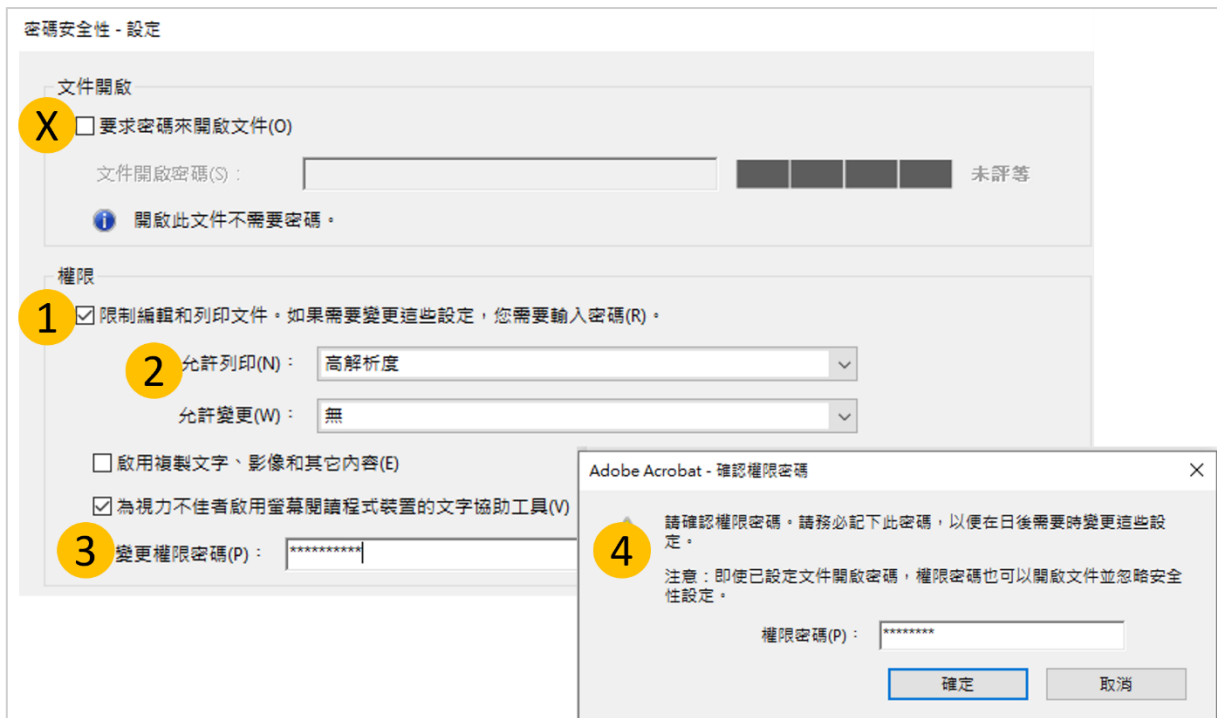 密碼安全性 - 設定
文件開啟
X
要求密碼來開啟文件(O)
文件開啟密碼(S)：
未評等
開啟此文件不需要密碼。
權限
1
限制編輯和列印文件。如果需要變更這些設定，您需要輸入密碼(R)。
2
允許列印(N)：
高解析度
允許變更(W)：
無
啟用複製文字、影像和其它內容(E)
為視力不佳者啟用螢幕閱讀程式裝置的文字協助工具(V)
3
變更權限密碼(P)：
**********
Adobe Acrobat - 確認權限密碼
4
請確認權限密碼。請務必記下此密碼，以便在日後需要時變更這些設
定。
注意：即使已設定文件開啟密碼，權限密碼也可以開啟文件並忽略安全
性設定。
權限密碼(P)：
********
確定
取消